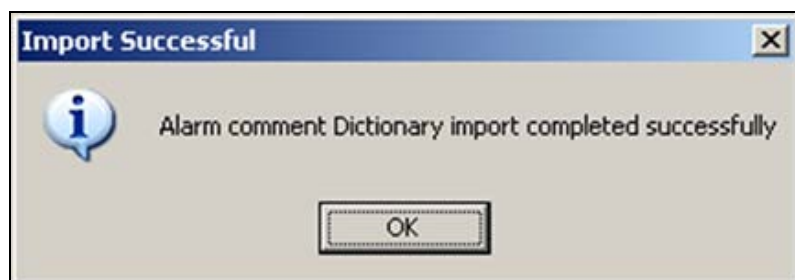 Import Successful
Alarm comment Dictionary import completed successfully
OK